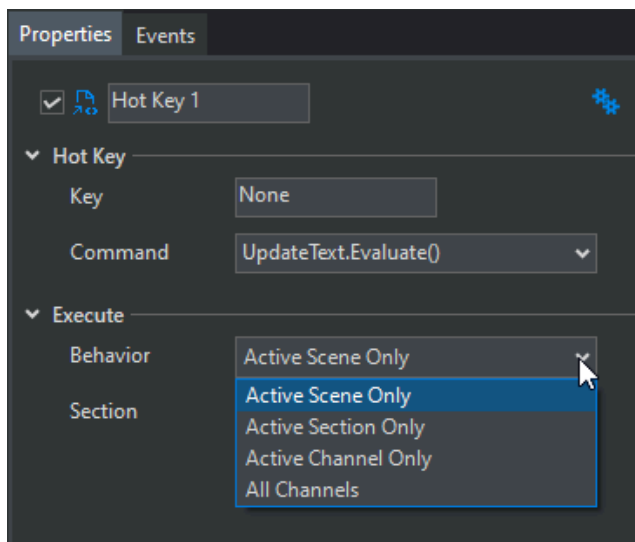 Properties Events
Hot Key 1
Hot Key
Key None
Command UpdateText.Evaluate()
Execute
Behavior Active Scene Only
Active Scene Only
Section Active Section Only
Active Channel Only
All Channels